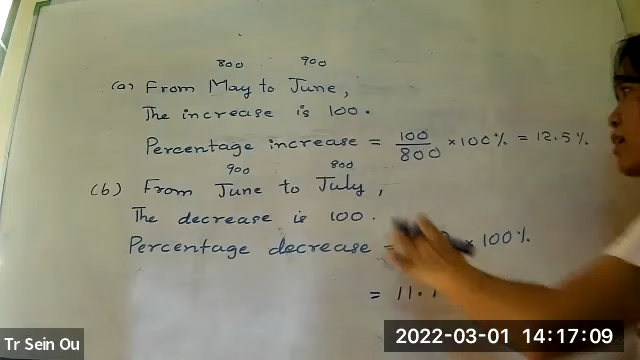 800 900
(a) From May to June,
The increase is 100.
Percentage increase = 100/800 × 100% = 12.5%
900 800
(b) From June to July,
The decrease is 100.
Percentage decrease = × 100%
= 11.
Tr Sein Ou
2022-03-01 14:17:09